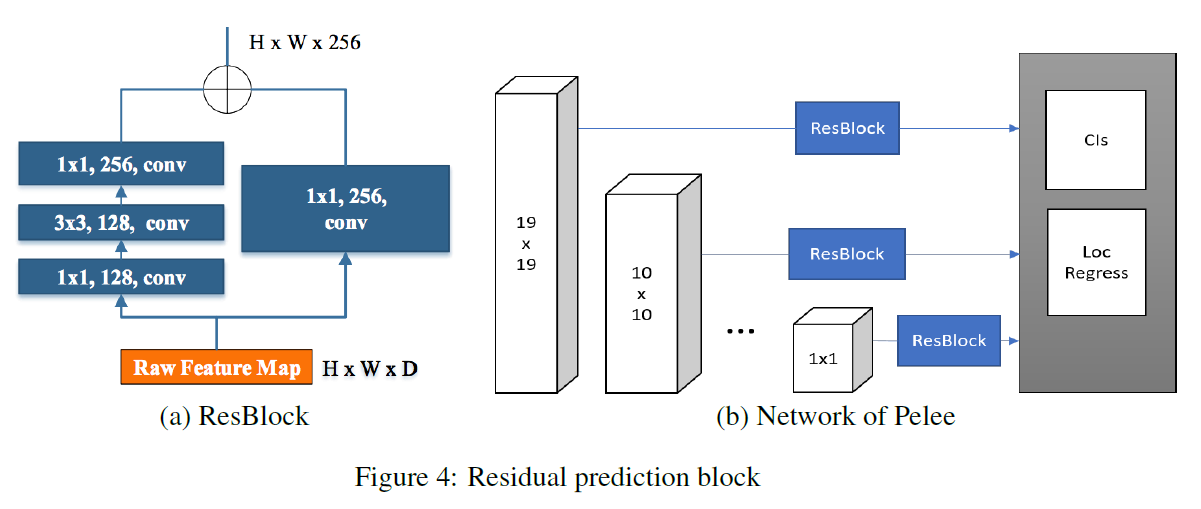 H x W x 256
1x1, 256, conv
3x3, 128, conv
1x1, 128, conv
1x1, 256,
conv
Raw Feature Map
H x W x D
(a) ResBlock
19
x
19
10
x
10
...
1x1
ResBlock
ResBlock
ResBlock
Cls
Loc
Regress
(b) Network of Pelee
Figure 4: Residual prediction block